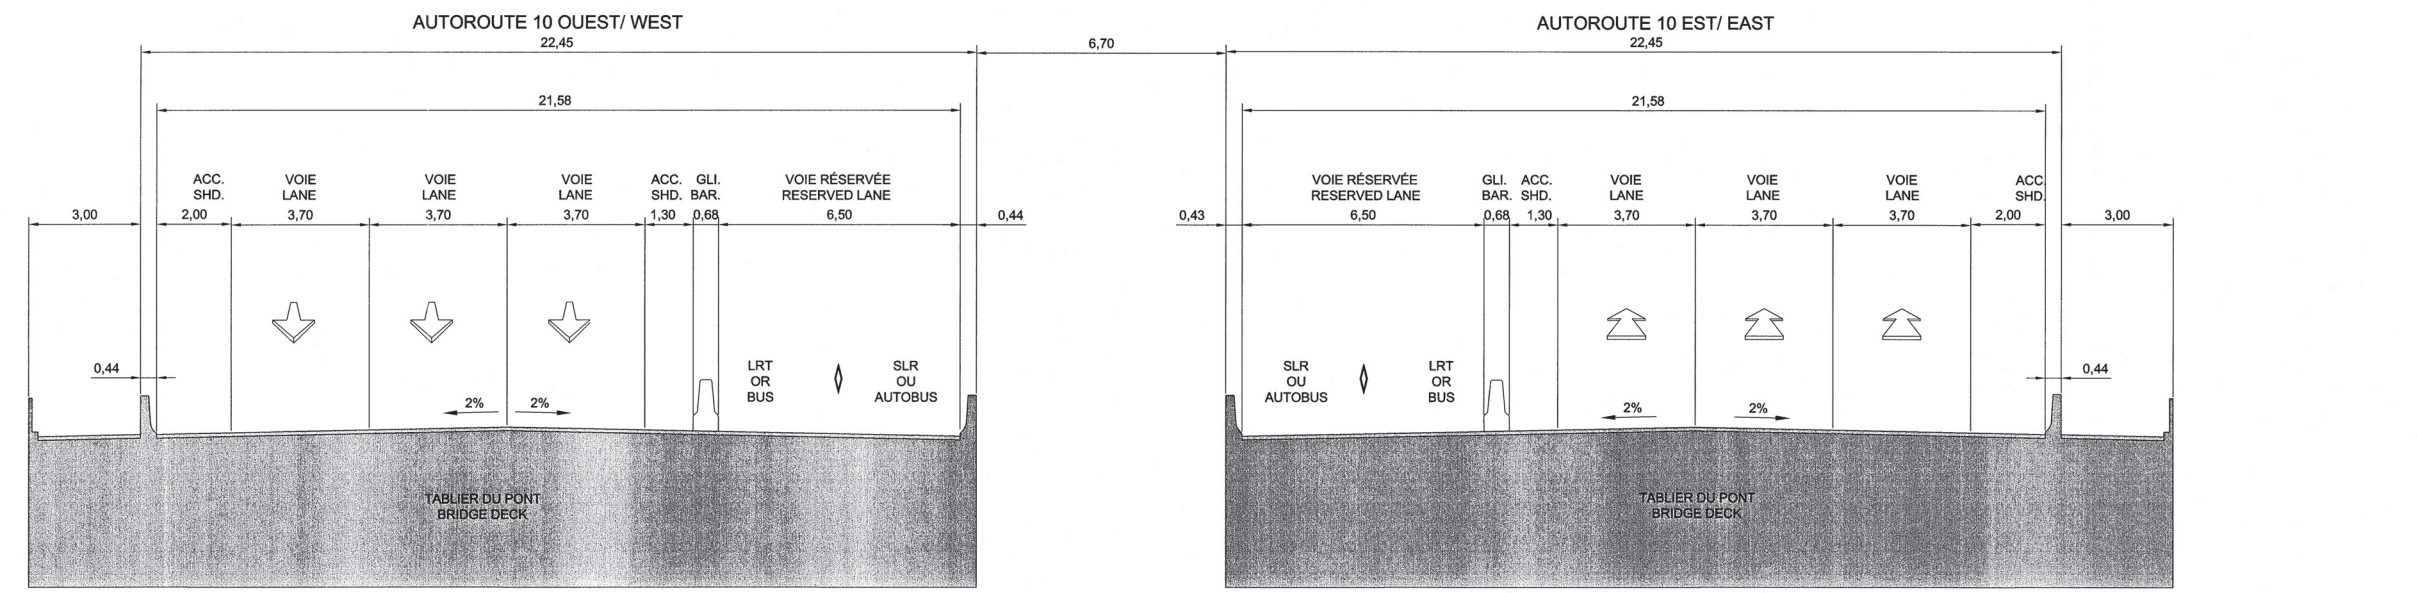 AUTOROUTE 10 OUEST/ WEST
22,45
6,70
AUTOROUTE 10 EST/ EAST
22,45
21,58
21,58
ACC.
SHD.
2,00
VOIE
LANE
3,70
VOIE
LANE
3,70
VOIE
LANE
3,70
ACC.
SHD.
1,30
GLI.
BAR.
0,68
VOIE RÉSERVÉE
RESERVED LANE
6,50
3,00
0,44
0,43
VOIE RÉSERVÉE
RESERVED LANE
6,50
GLI.
BAR.
0,68
ACC.
SHD.
1,30
VOIE
LANE
3,70
VOIE
LANE
3,70
VOIE
LANE
3,70
ACC.
SHD.
2,00
3,00
0,44
2%
2%
LRT
OR
BUS
SLR
OU
AUTOBUS
SLR
OU
AUTOBUS
LRT
OR
BUS
2%
2%
0,44
TABLIER DU PONT
BRIDGE DECK
TABLIER DU PONT
BRIDGE DECK